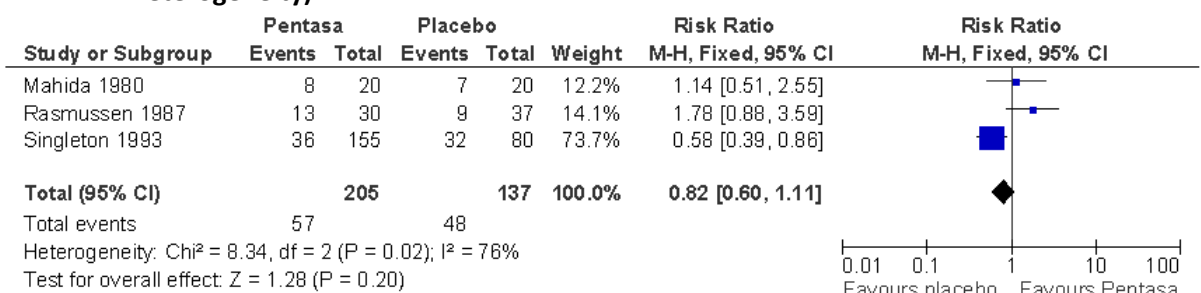 Pentasa Placebo Risk Ratio Risk Ratio
Study or Subgroup Events Total Events Total Weight M-H, Fixed, 95% CI M-H, Fixed, 95% CI
Mahida 1980 8 20 7 20 12.2% 1.14 [0.51, 2.55]
Rasmussen 1987 13 30 9 37 14.1% 1.78 [0.88, 3.59]
Singleton 1993 36 155 32 80 73.7% 0.58 [0.39, 0.86]
Total (95% CI) 205 137 100.0% 0.82 [0.60, 1.11]
Total events 57 48
Heterogeneity: Chi² = 8.34, df = 2 (P = 0.02); I² = 76%
Test for overall effect: Z = 1.28 (P = 0.20)
0.01 0.1 1 10 100
Favours placebo Favours Pentasa